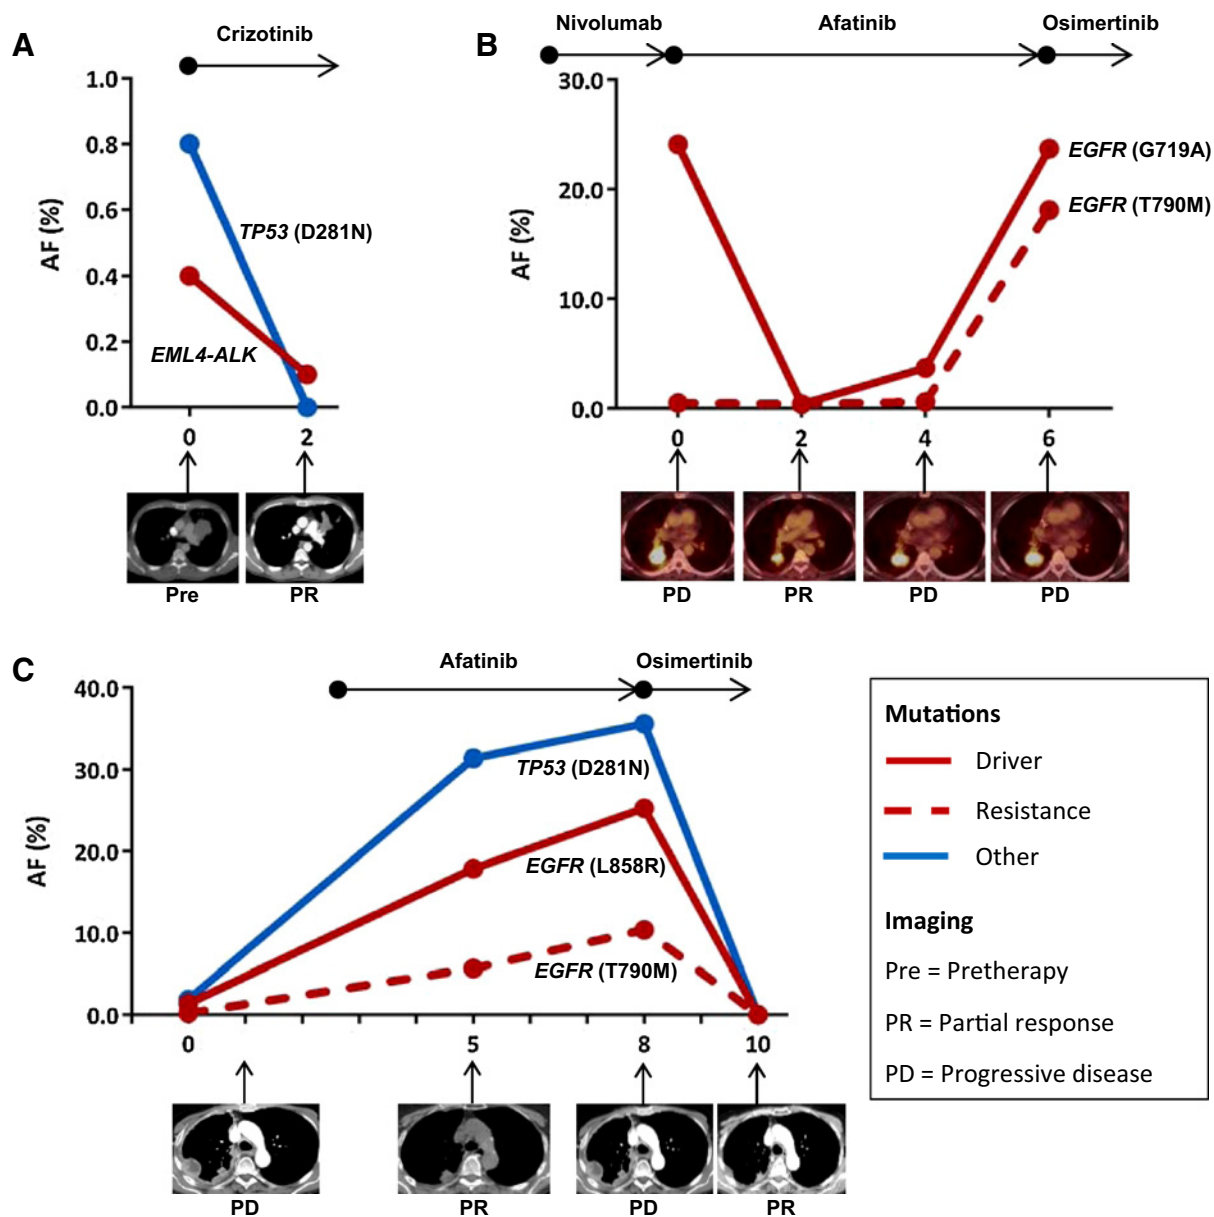 A
Crizotinib
1.0
0.8
0.6
0.4
0.2
0.0
AF (%)
TP53 (D281N)
EML4-ALK
0 2
Pre PR
B
Nivolumab Afatinib Osimertinib
30.0
20.0
10.0
0.0
AF (%)
EGFR (G719A)
EGFR (T790M)
0 2 4 6
PD PR PD PD
C
Afatinib Osimertinib
40.0
30.0
20.0
10.0
0.0
AF (%)
TP53 (D281N)
EGFR (L858R)
EGFR (T790M)
0 5 8 10
PD PR PD PR
Mutations
Driver
Resistance
Other
Imaging
Pre = Pretherapy
PR = Partial response
PD = Progressive disease